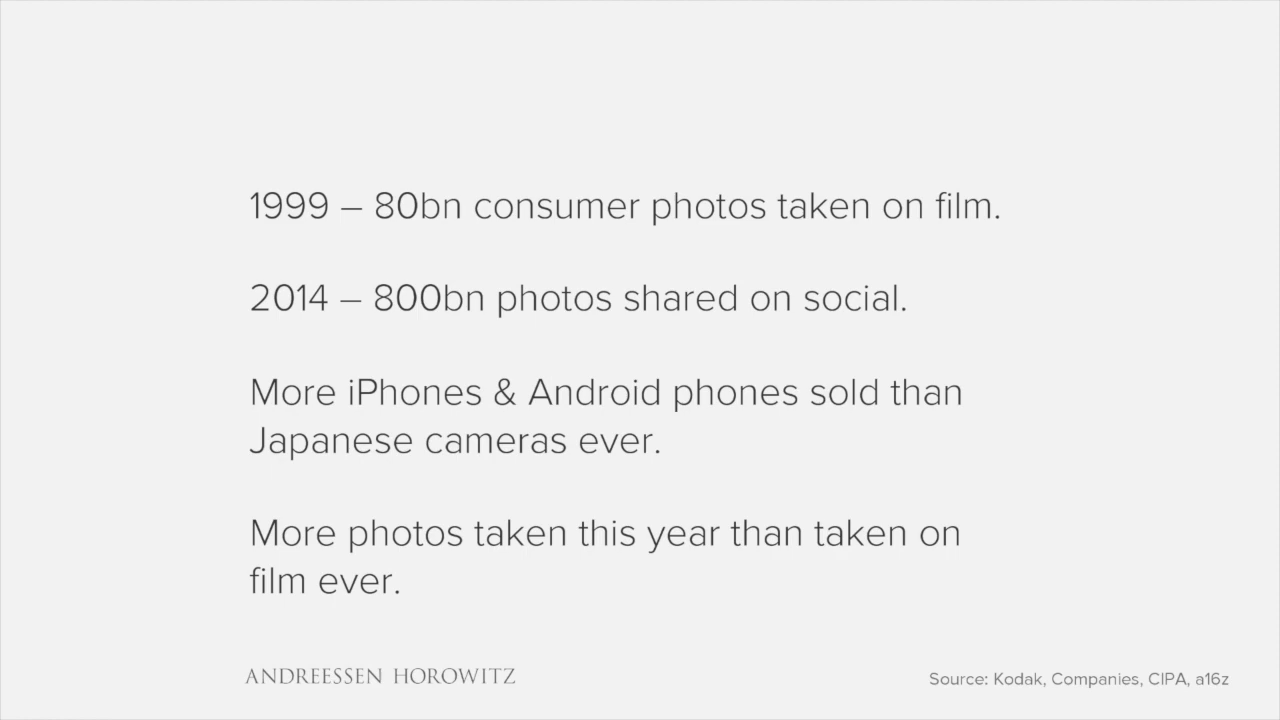 1999 – 80bn consumer photos taken on film.
2014 – 800bn photos shared on social.
More iPhones & Android phones sold than
Japanese cameras ever.
More photos taken this year than taken on
film ever.
ANDREESSEN HOROWITZ
Source: Kodak, Companies, CIPA, a16z